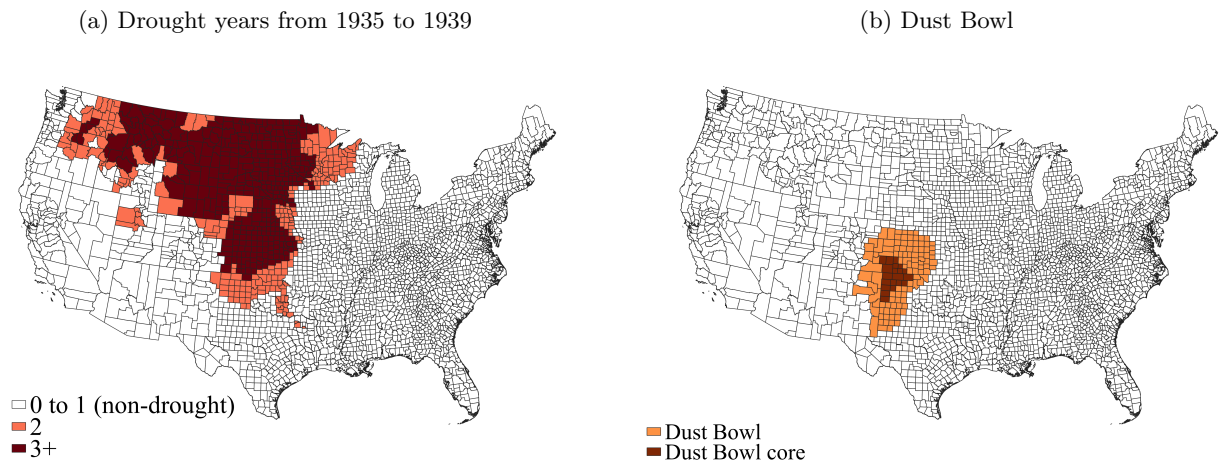 (a) Drought years from 1935 to 1939
0 to 1 (non-drought)
2
3+
(b) Dust Bowl
Dust Bowl
Dust Bowl core